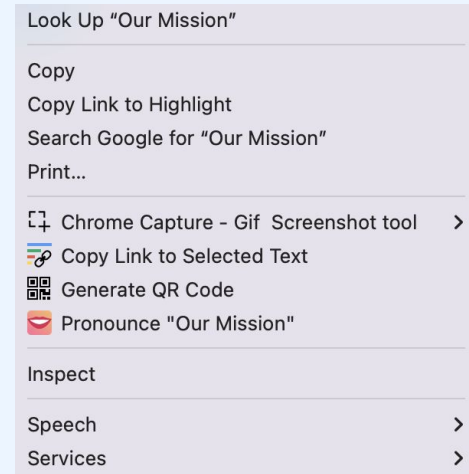 Look Up “Our Mission”
Copy
Copy Link to Highlight
Search Google for “Our Mission”
Print...
Chrome Capture - Gif  Screenshot tool
Copy Link to Selected Text
Generate QR Code
Pronounce "Our Mission"
Inspect
Speech
Services